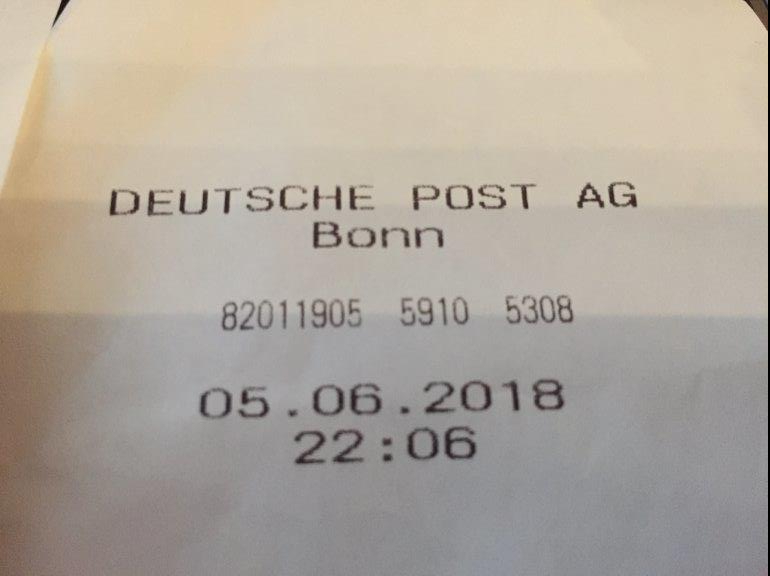 DEUTSCHE POST AG
Bonn
82011905 5910 5308
05.06.2018
22:06